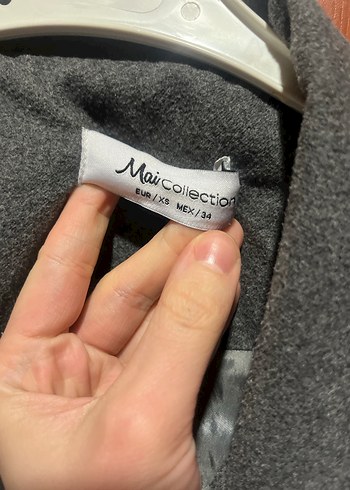 Mai collection
EUR / XS MEX / 34